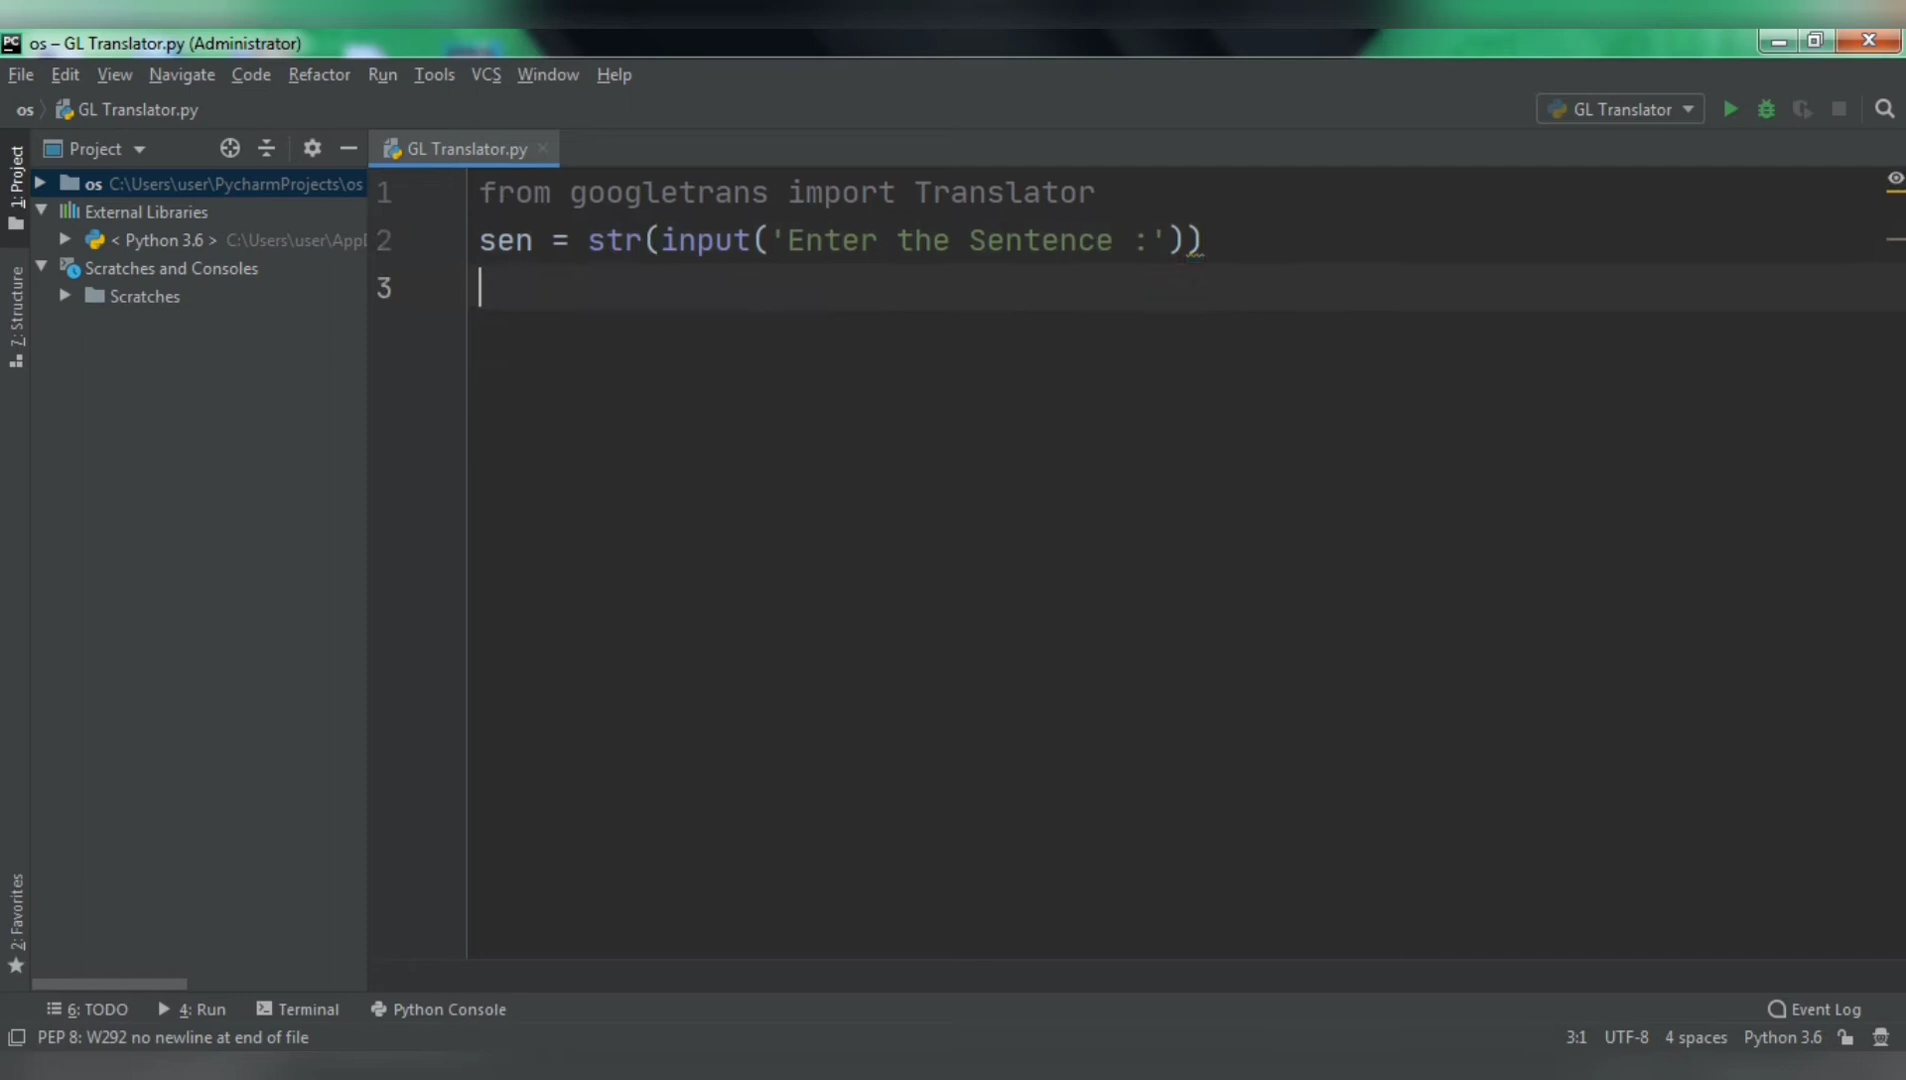 os – GL Translator.py (Administrator)
File Edit View Navigate Code Refactor Run Tools VCS Window Help
os GL Translator.py
GL Translator
Project
GL Translator.py
1: Project
os C:\Users\user\PycharmProjects\os
External Libraries
< Python 3.6 > C:\Users\user\AppD
Scratches and Consoles
Scratches
7: Structure
2: Favorites
1 from googletrans import Translator
2 sen = str(input('Enter the Sentence :'))
3
6: TODO 4: Run Terminal Python Console Event Log
PEP 8: W292 no newline at end of file 3:1 UTF-8 4 spaces Python 3.6